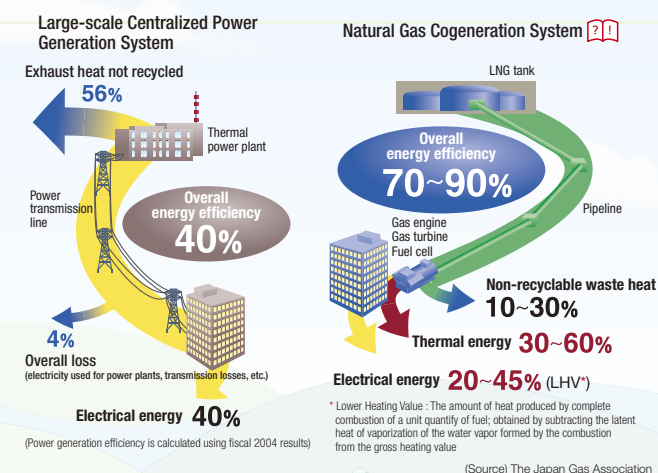 Large-scale Centralized Power
Generation System
Exhaust heat not recycled
56%
Thermal
power plant
Power
transmission
line
Overall
energy efficiency
40%
4%
Overall loss
(electricity used for power plants, transmission losses, etc.)
Electrical energy 40%
(Power generation efficiency is calculated using fiscal 2004 results)
Natural Gas Cogeneration System ? !
LNG tank
Overall
energy efficiency
70~90%
Pipeline
Gas engine
Gas turbine
Fuel cell
Non-recyclable waste heat
10~30%
Thermal energy 30~60%
Electrical energy 20~45% (LHV*)
* Lower Heating Value : The amount of heat produced by complete
combustion of a unit quantify of fuel; obtained by subtracting the latent
heat of vaporization of the water vapor formed by the combustion
from the gross heating value
(Source) The Japan Gas Association